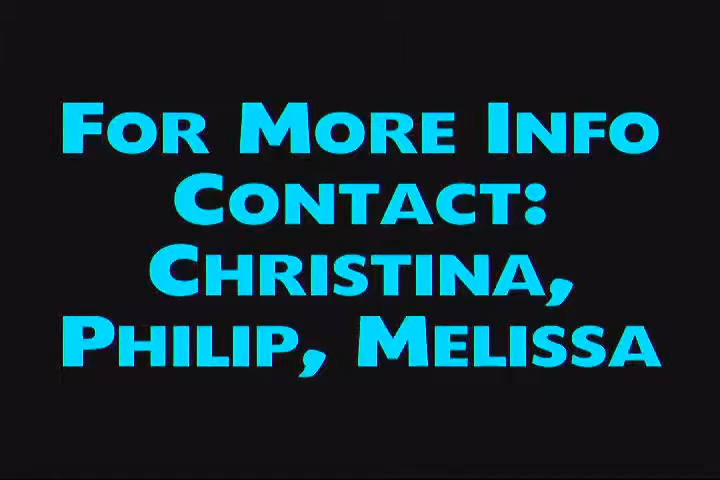 For More Info
Contact:
Christina,
Philip, Melissa